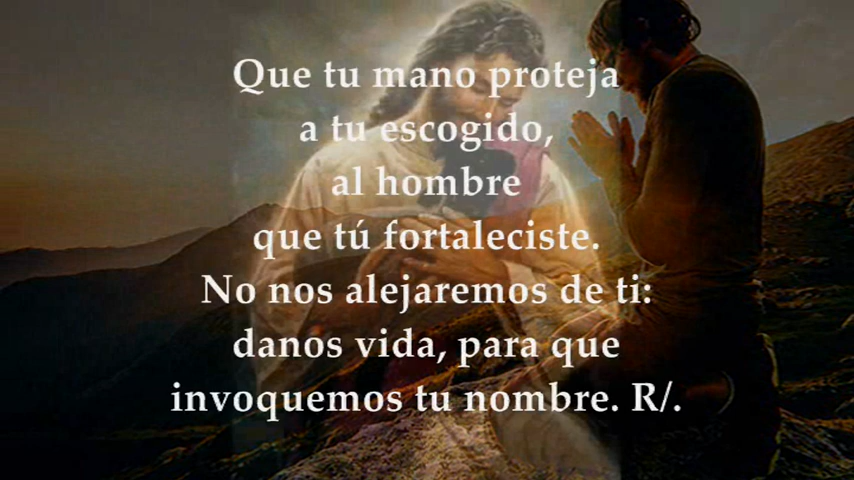 Que tu mano proteja
a tu escogido,
al hombre
que tú fortaleciste.
No nos alejaremos de ti:
danos vida, para que
invoquemos tu nombre. R/.